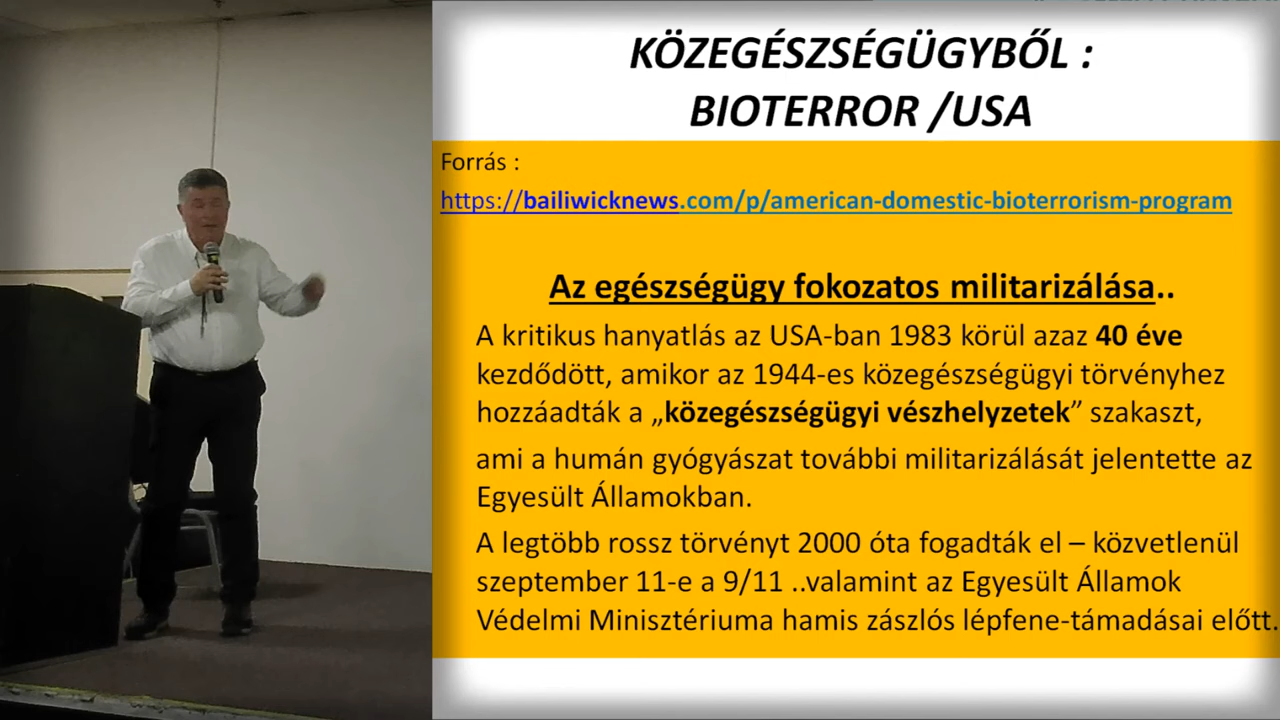 KÖZEGÉSZSÉGÜGYBŐL :
BIOTERROR /USA
Forrás :
https://bailiwicknews.com/p/american-domestic-bioterrorism-program
Az egészségügy fokozatos militarizálása..
A kritikus hanyatlás az USA-ban 1983 körül azaz 40 éve
kezdődött, amikor az 1944-es közegészségügyi törvényhez
hozzáadták a „közegészségügyi vészhelyzetek” szakaszt,
ami a humán gyógyászat további militarizálását jelentette az
Egyesült Államokban.
A legtöbb rossz törvényt 2000 óta fogadták el – közvetlenül
szeptember 11-e a 9/11 ..valamint az Egyesült Államok
Védelmi Minisztériuma hamis zászlós lépfene-támadásai előtt.